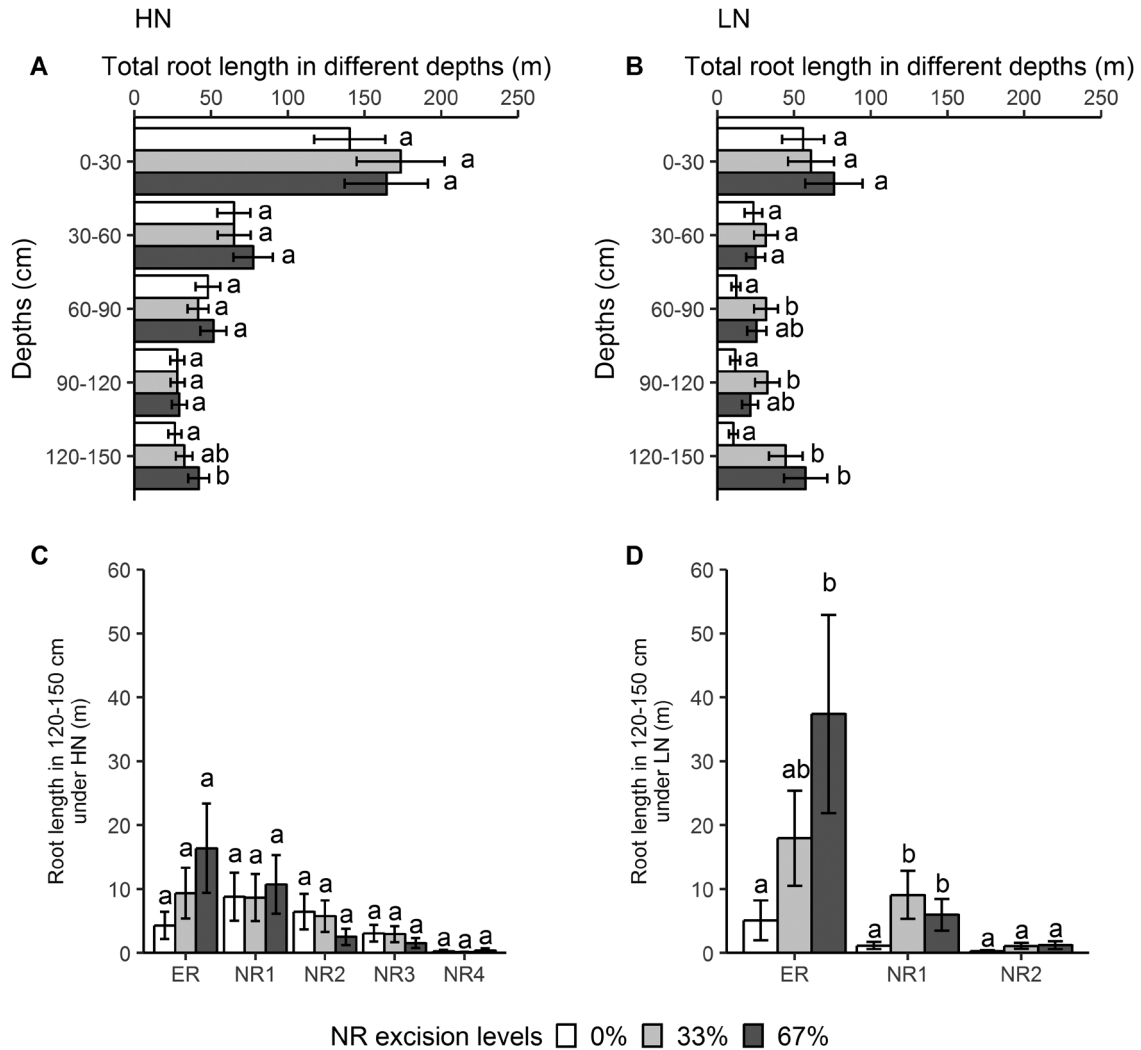 HN
A
Total root length in different depths (m)
0 50 100 150 200 250
Depths (cm)
0-30 a a a
30-60 a a a
60-90 a a a
90-120 a a a
120-150 a ab b
LN
B
Total root length in different depths (m)
0 50 100 150 200 250
Depths (cm)
0-30 a a a
30-60 a a a
60-90 a b ab
90-120 a b ab
120-150 a b b
C
Root length in 120-150 cm
under HN (m)
60
50
40
30
20
10
0
a a a a a a a a a a a a a a a
ER NR1 NR2 NR3 NR4
D
Root length in 120-150 cm
under LN (m)
60
50
40
30
20
10
0
a ab b a b b a a a
ER NR1 NR2
NR excision levels 0% 33% 67%